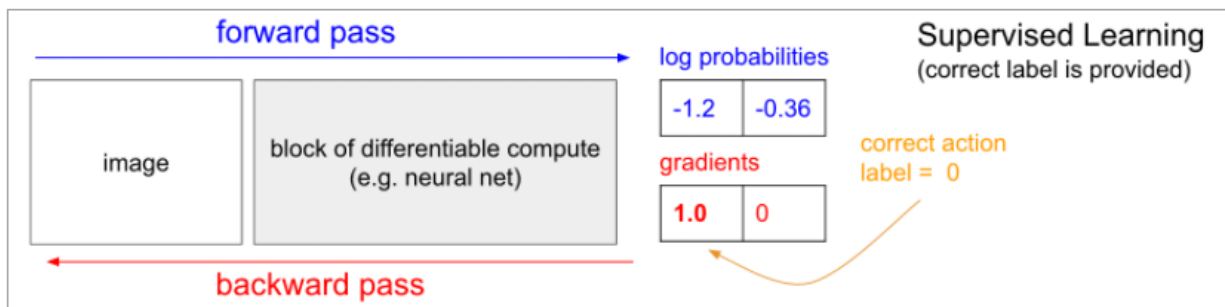 forward pass
Supervised Learning
(correct label is provided)
log probabilities
-1.2 -0.36
image
block of differentiable compute
(e.g. neural net)
correct action
label = 0
gradients
1.0 0
backward pass